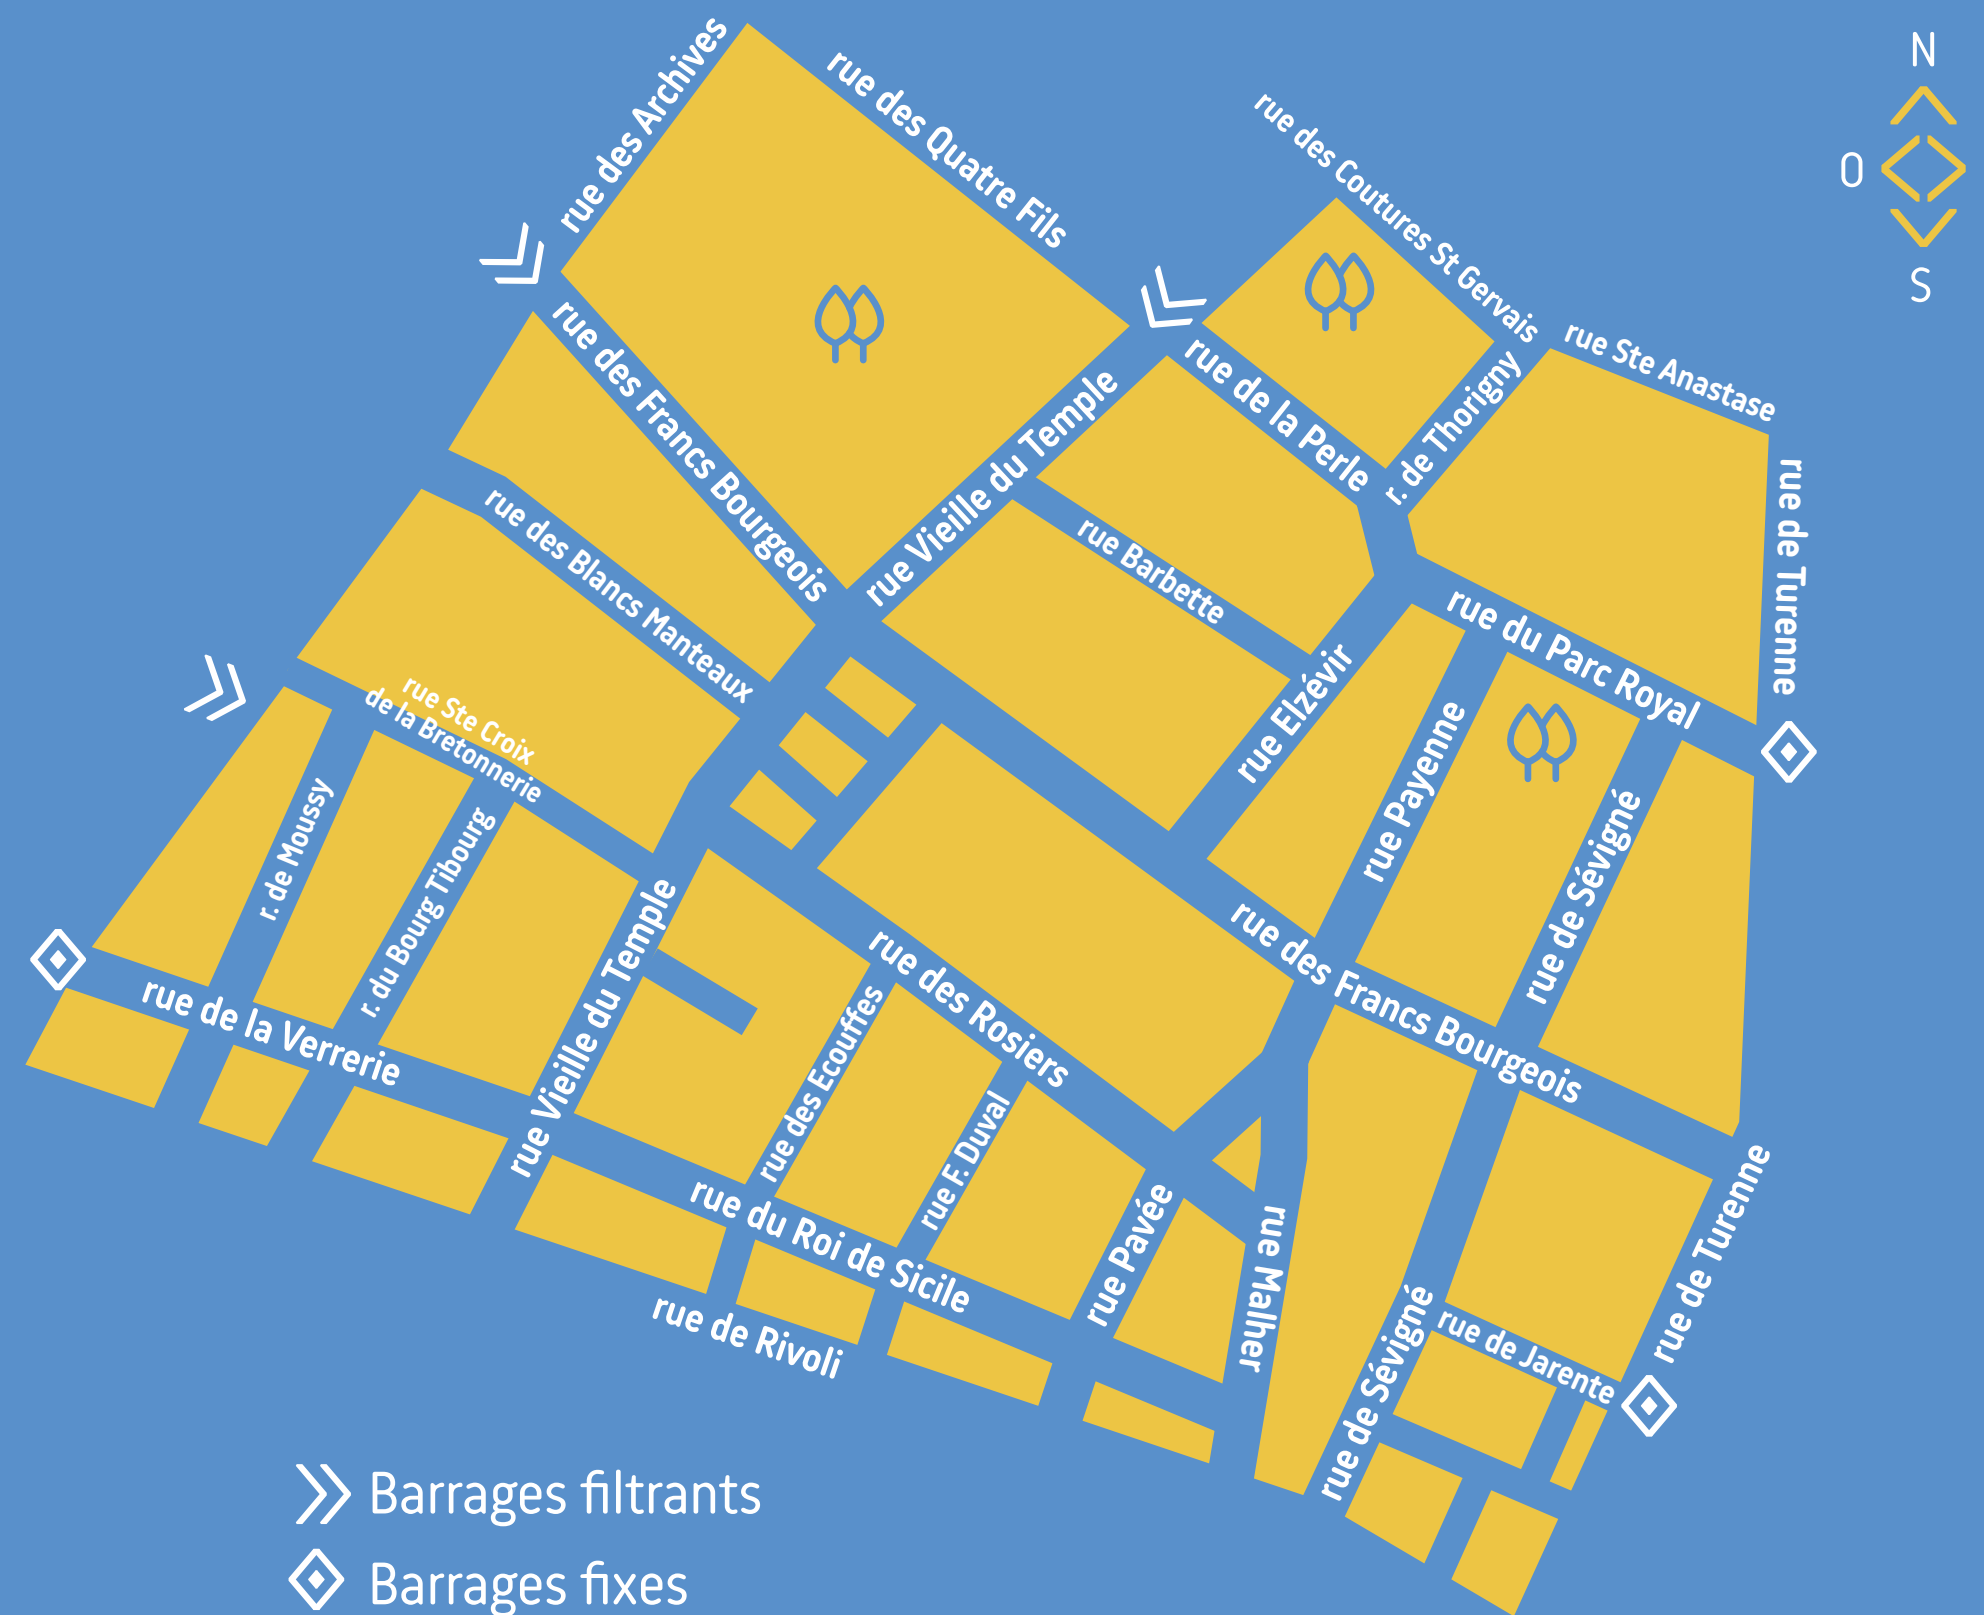 rue des Archives
rue des Quatre Fils
N
rue des Coutures St Gervais
O
S
rue Ste Anastase
rue des Francs Bourgeois
rue de la Perle
r. de Thorigny
rue Vieille du Temple
rue de Turenne
rue des Blancs Manteaux
rue Barbette
rue du Parc Royal
rue Elzévir
rue Ste Croix
de la Bretonnerie
rue Payenne
r. de Moussy
r. du Bourg Tibourg
rue de Sévigné
rue Vieille du Temple
rue des Francs Bourgeois
rue des Rosiers
rue de la Verrerie
rue des Ecouffes
rue F. Duval
rue du Roi de Sicile
rue Pavée
rue Malher
rue de Turenne
rue de Rivoli
rue de Sévigné
rue de Jarente
Barrages filtrants
Barrages fixes